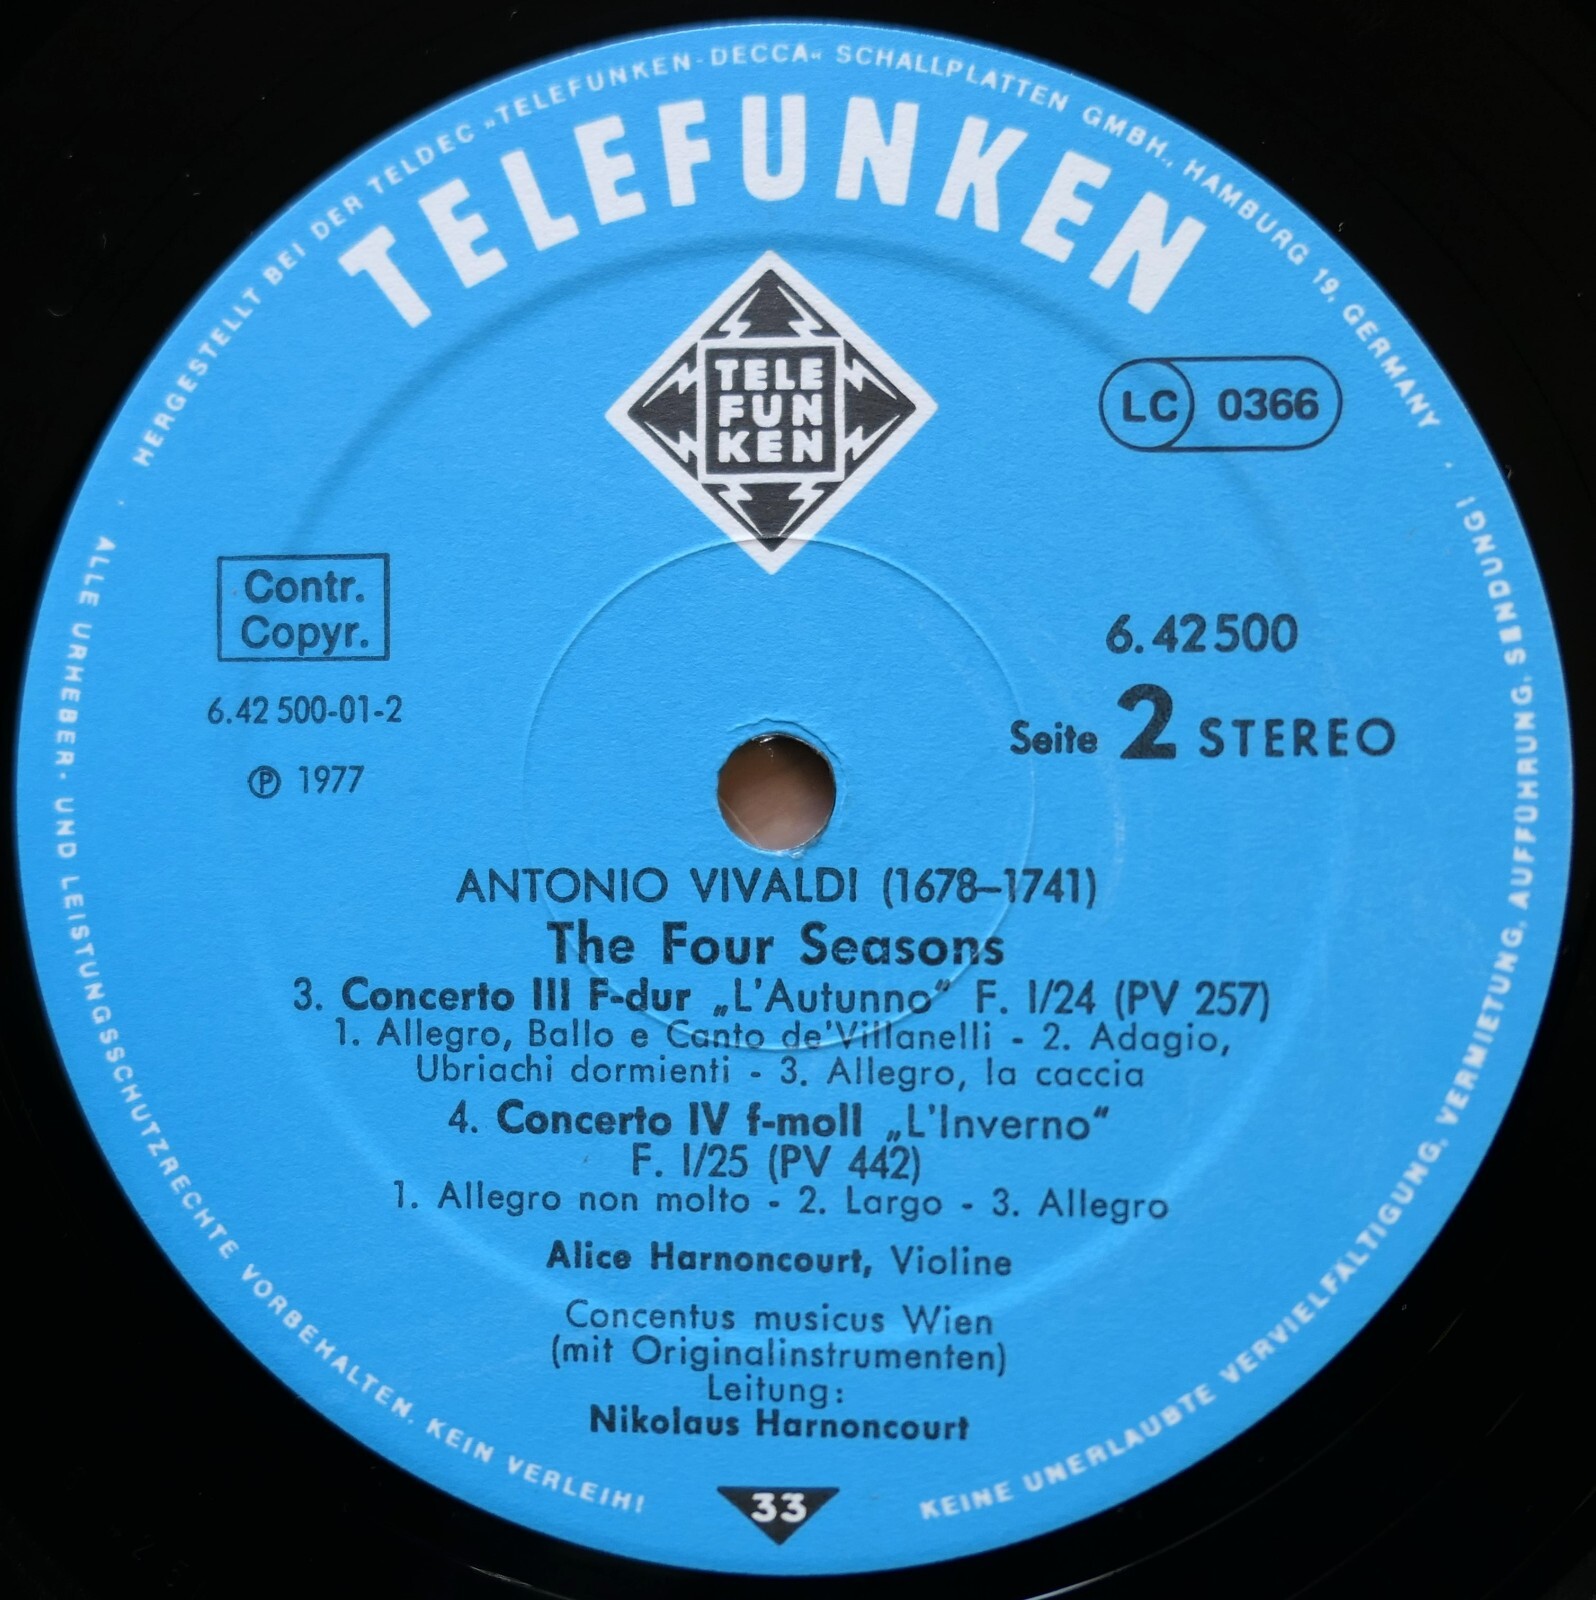 HERGESTELLT BEI DER TELDEC »TELEFUNKEN-DECCA« SCHALLPLATTEN GMBH., HAMBURG 19, GERMANY
TELEFUNKEN
TELE
FUN
KEN
LC 0366
Contr.
Copyr.
6.42500
6.42 500-01-2
Seite 2 STEREO
℗ 1977
ANTONIO VIVALDI (1678–1741)
The Four Seasons
3. Concerto III F-dur „L'Autunno“ F. I/24 (PV 257)
1. Allegro, Ballo e Canto de'Villanelli - 2. Adagio,
Ubriachi dormienti - 3. Allegro, la caccia
4. Concerto IV f-moll „L'Inverno“
F. I/25 (PV 442)
1. Allegro non molto - 2. Largo - 3. Allegro
Alice Harnoncourt, Violine
Concentus musicus Wien
(mit Originalinstrumenten)
Leitung:
Nikolaus Harnoncourt
33
ALLE URHEBER- UND LEISTUNGSSCHUTZRECHTE VORBEHALTEN. KEIN VERLEIH!
KEINE UNERLAUBTE VERVIELFÄLTIGUNG, VERMIETUNG, AUFFÜHRUNG, SENDUNG!